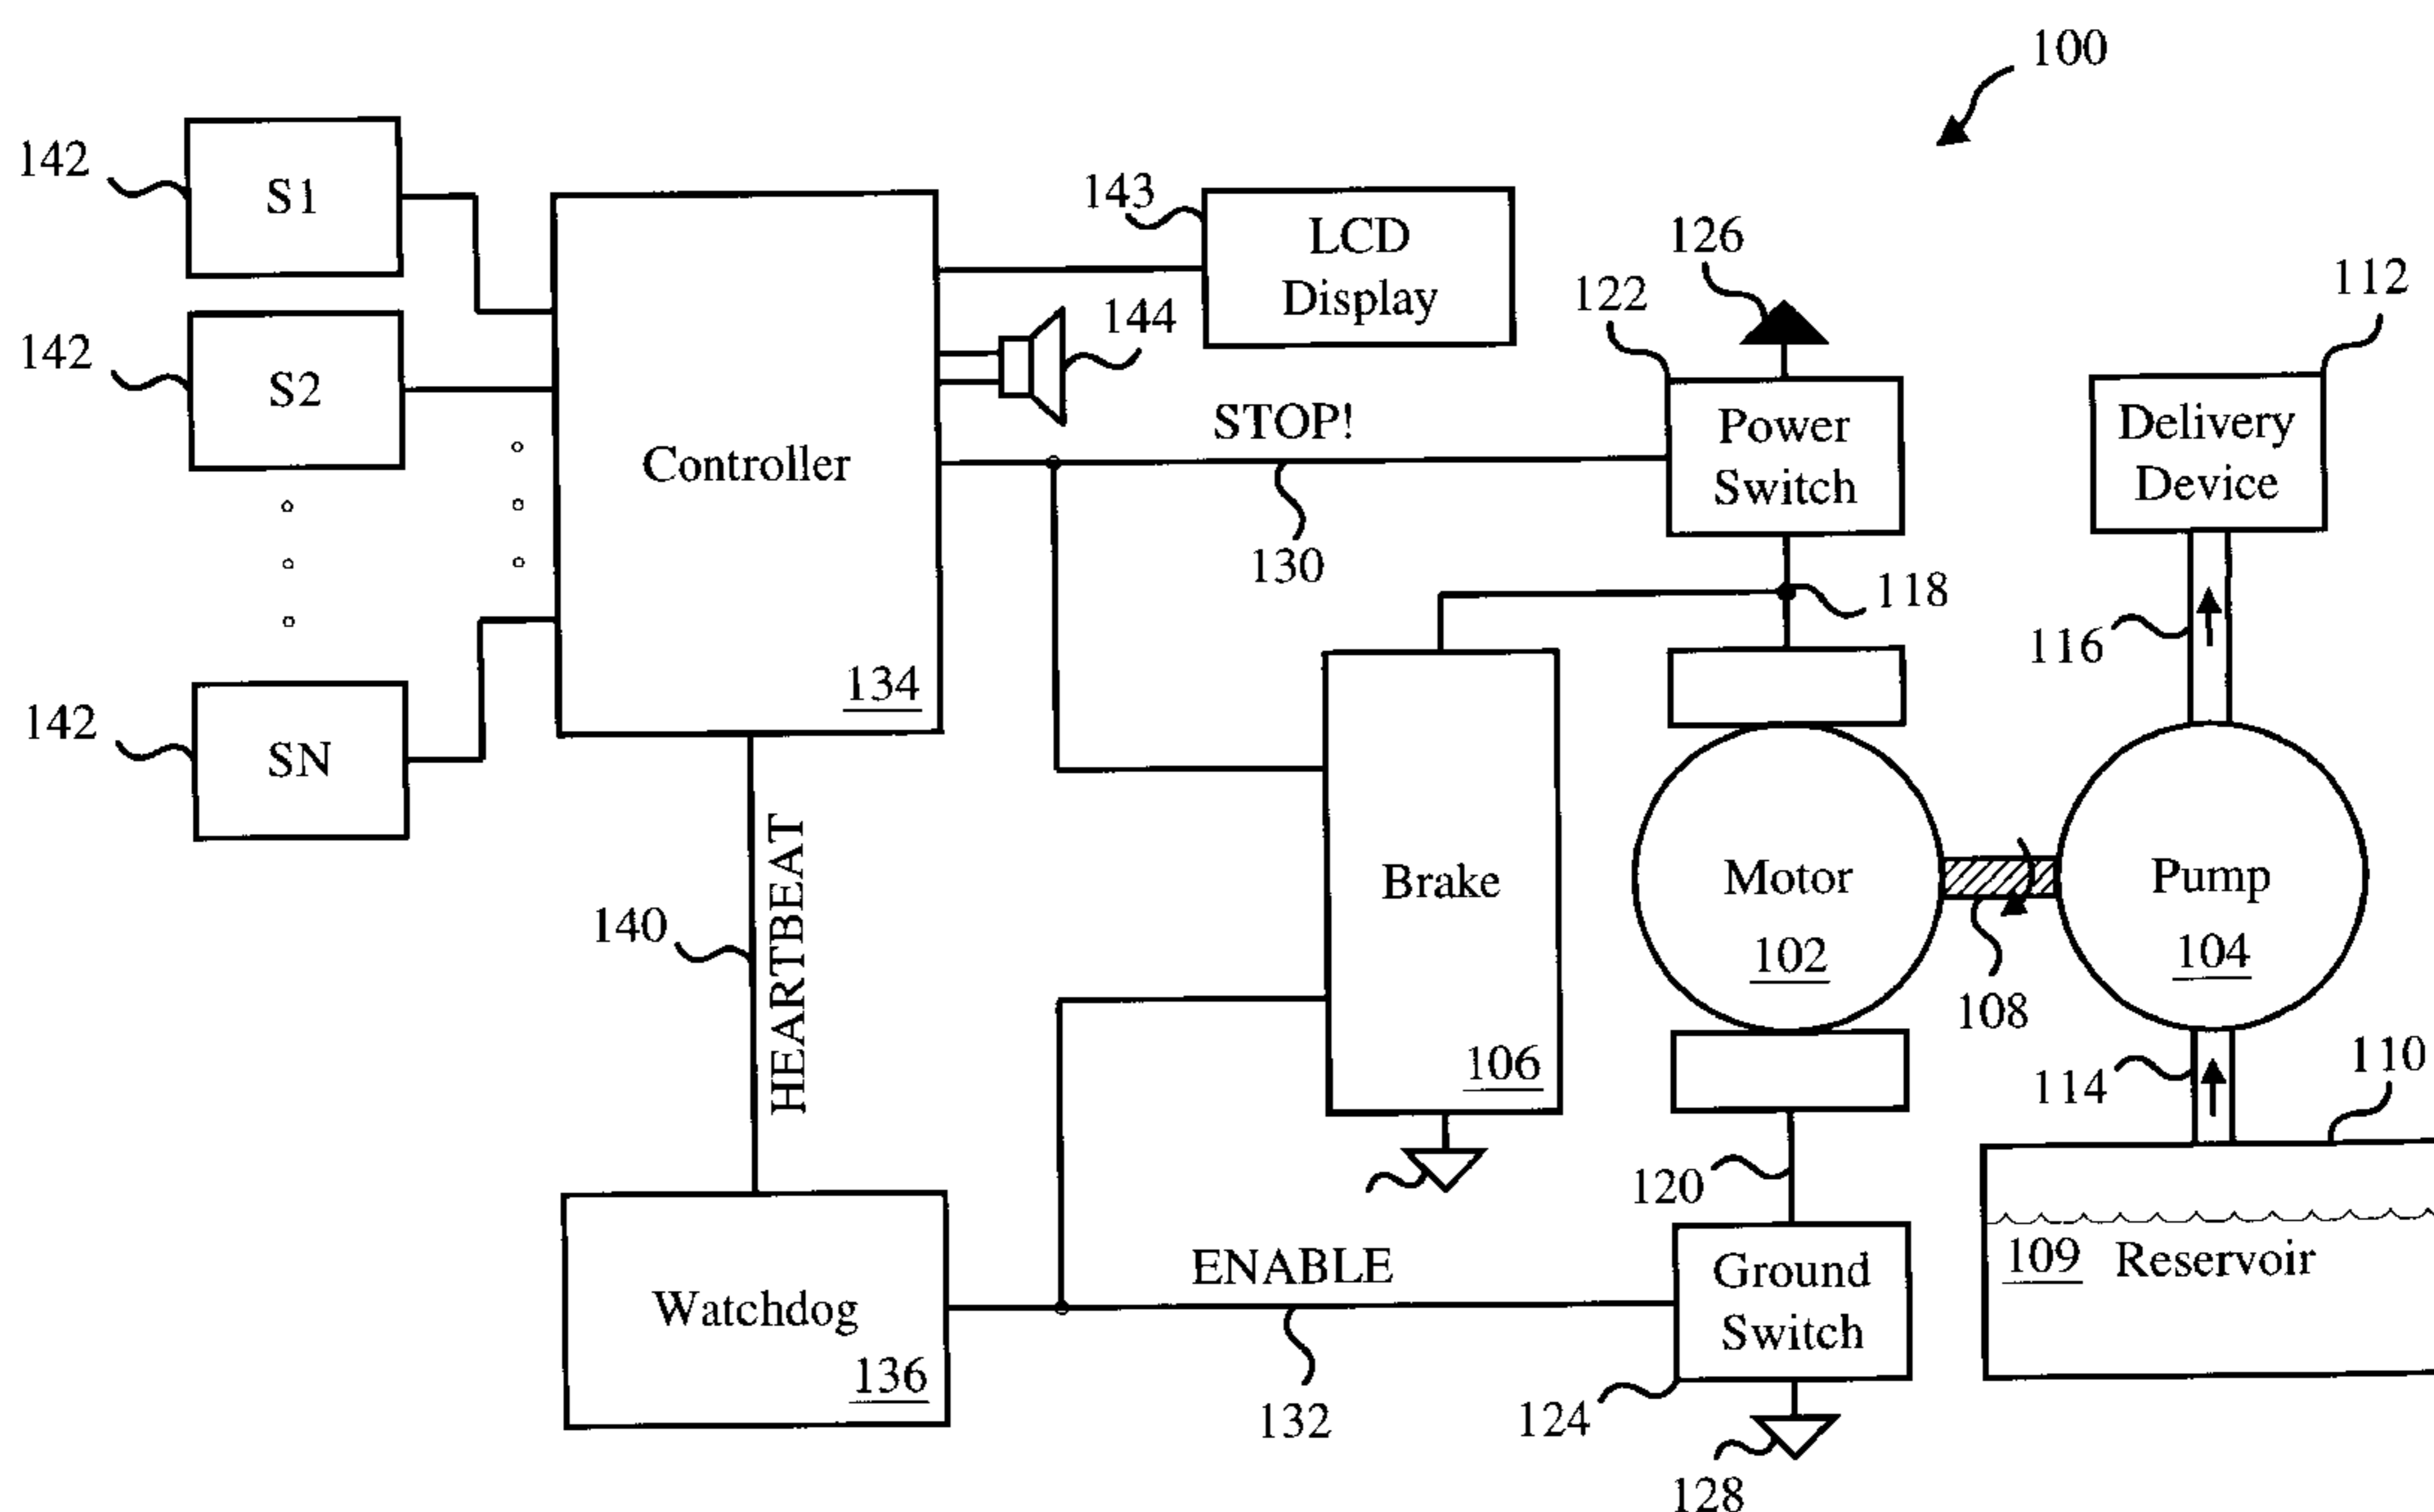 100
142
S1
143
LCD
Display
126
122
112
144
142
S2
STOP!
Power
Switch
Delivery
Device
Controller
130
118
116
134
142
SN
HEARTBEAT
140
Brake
Motor
102
Pump
104
108
106
110
114
120
ENABLE
Watchdog
136
132
Ground
Switch
124
109 Reservoir
128